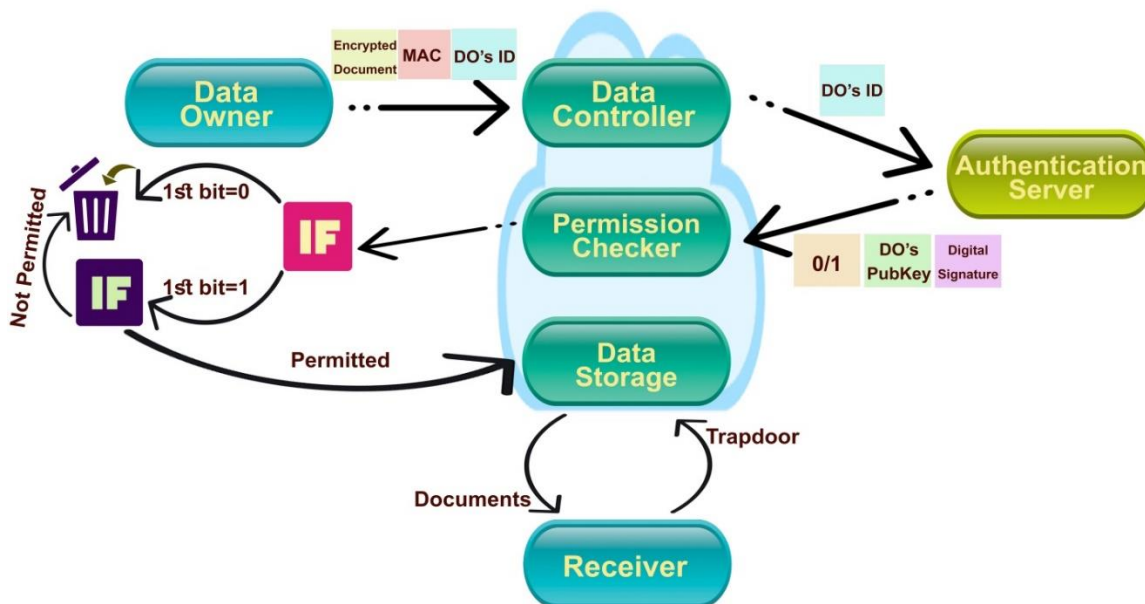 Encrypted
Document
MAC
DO's ID
Data
Owner
Data
Controller
DO's ID
Authentication
Server
1st bit=0
IF
Permission
Checker
0/1
DO's
PubKey
Digital
Signature
Not Permitted
IF
1st bit=1
Permitted
Data
Storage
Trapdoor
Documents
Receiver